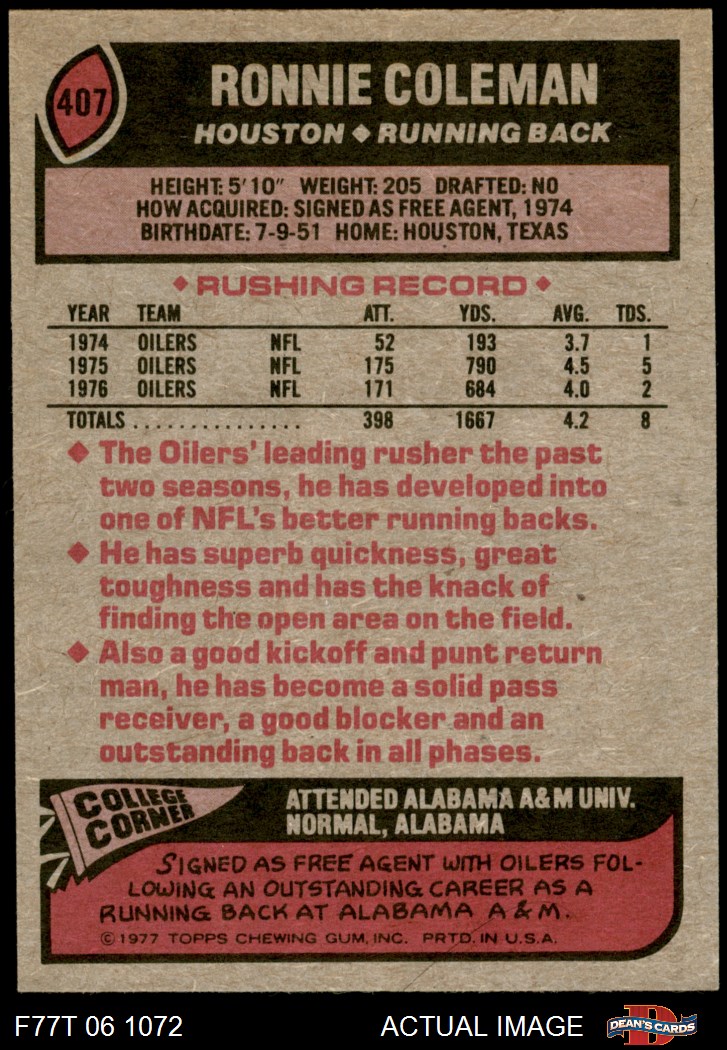 407
RONNIE COLEMAN
HOUSTON ◆ RUNNING BACK
HEIGHT: 5'10" WEIGHT: 205 DRAFTED: NO
HOW ACQUIRED: SIGNED AS FREE AGENT, 1974
BIRTHDATE: 7-9-51 HOME: HOUSTON, TEXAS
◆ RUSHING RECORD ◆
YEAR TEAM ATT. YDS. AVG. TDS.
1974 OILERS NFL 52 193 3.7 1
1975 OILERS NFL 175 790 4.5 5
1976 OILERS NFL 171 684 4.0 2
TOTALS ............... 398 1667 4.2 8
◆ The Oilers' leading rusher the past
two seasons, he has developed into
one of NFL's better running backs.
◆ He has superb quickness, great
toughness and has the knack of
finding the open area on the field.
◆ Also a good kickoff and punt return
man, he has become a solid pass
receiver, a good blocker and an
outstanding back in all phases.
COLLEGE
CORNER
ATTENDED ALABAMA A&M UNIV.
NORMAL, ALABAMA
SIGNED AS FREE AGENT WITH OILERS FOL-
LOWING AN OUTSTANDING CAREER AS A
RUNNING BACK AT ALABAMA A & M.
© 1977 TOPPS CHEWING GUM, INC. PRTD. IN U.S.A.
F77T 06 1072 ACTUAL IMAGE D DEAN'S CARDS